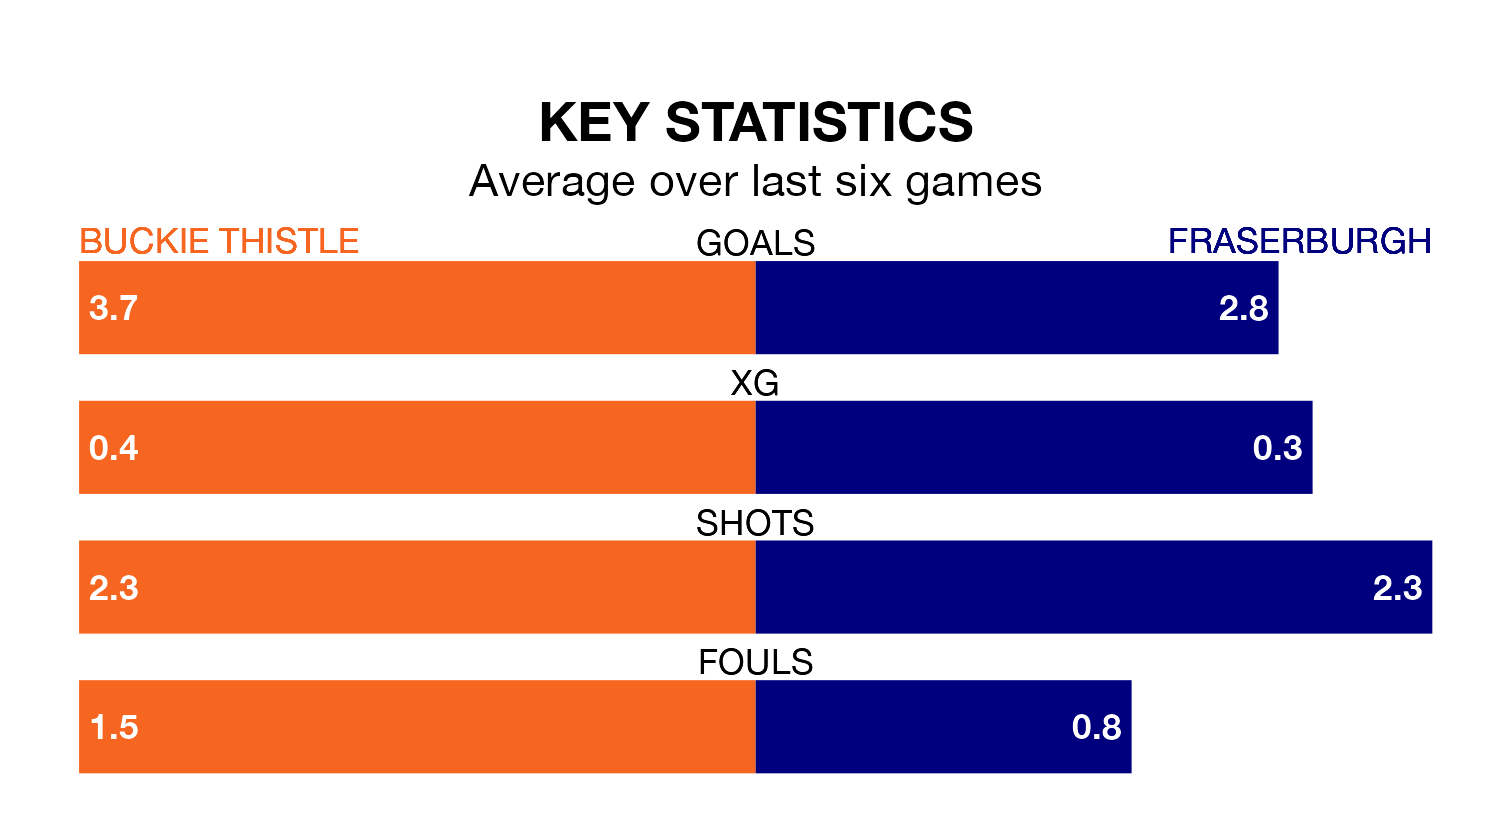 KEY STATISTICS
Average over last six games
BUCKIE THISTLE GOALS FRASERBURGH
3.7 2.8
XG
0.4 0.3
SHOTS
2.3 2.3
FOULS
1.5 0.8